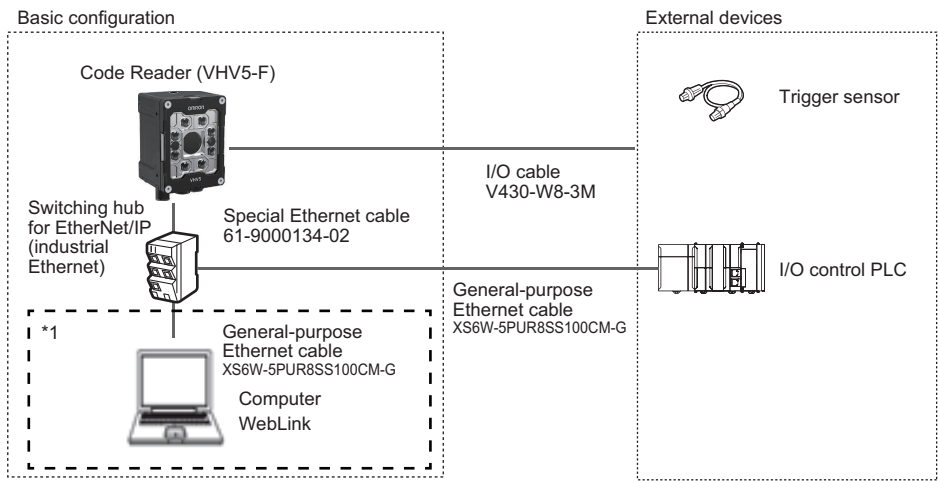 Basic configuration
External devices
Code Reader (VHV5-F)
omron
VHV5
Trigger sensor
I/O cable
V430-W8-3M
Switching hub
for EtherNet/IP
(industrial
Ethernet)
Special Ethernet cable
61-9000134-02
I/O control PLC
General-purpose
Ethernet cable
XS6W-5PUR8SS100CM-G
*1
General-purpose
Ethernet cable
XS6W-5PUR8SS100CM-G
Computer
WebLink